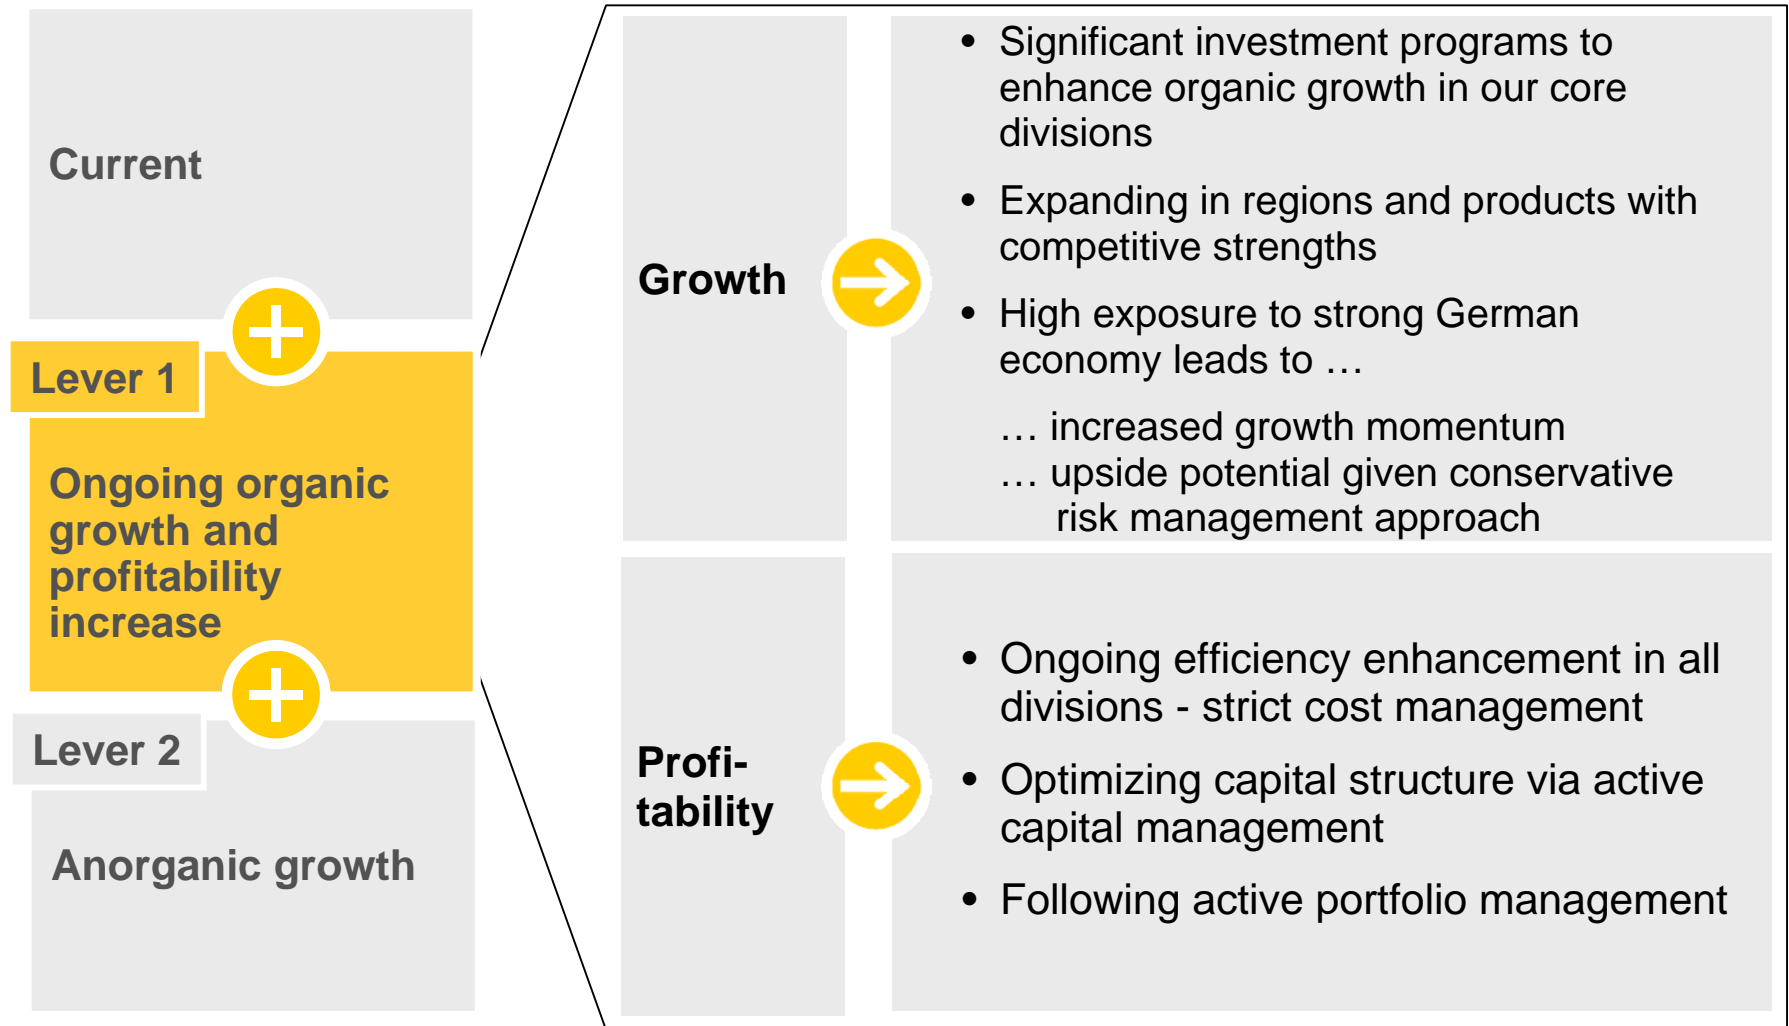 Current
Lever 1
Ongoing organic
growth and
profitability
increase
Lever 2
Anorganic growth
Growth
• Significant investment programs to
enhance organic growth in our core
divisions
• Expanding in regions and products with
competitive strengths
• High exposure to strong German
economy leads to …
… increased growth momentum
… upside potential given conservative
risk management approach
Profi-
tability
• Ongoing efficiency enhancement in all
divisions - strict cost management
• Optimizing capital structure via active
capital management
• Following active portfolio management